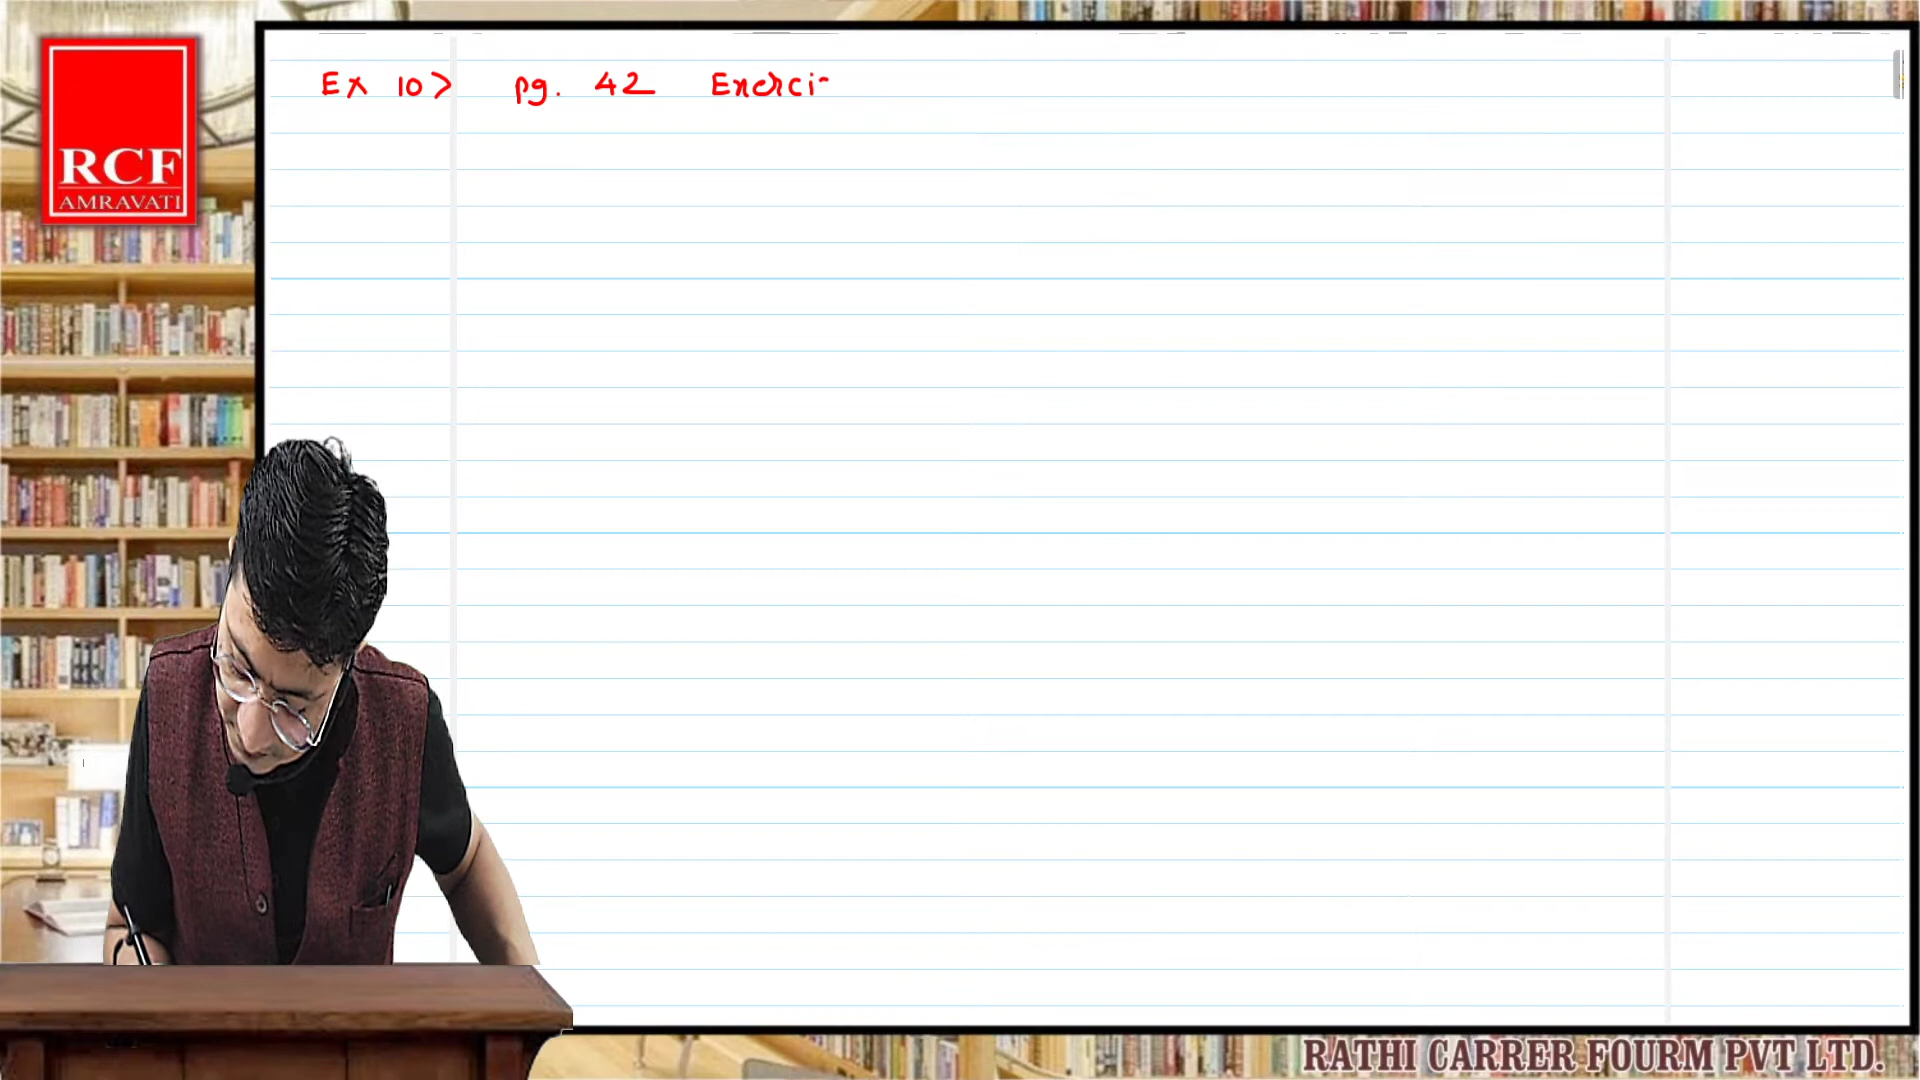 RCF
AMRAVATI
Ex 10> pg. 42 Exerci
RATHI CARRER FOURM PVT LTD.